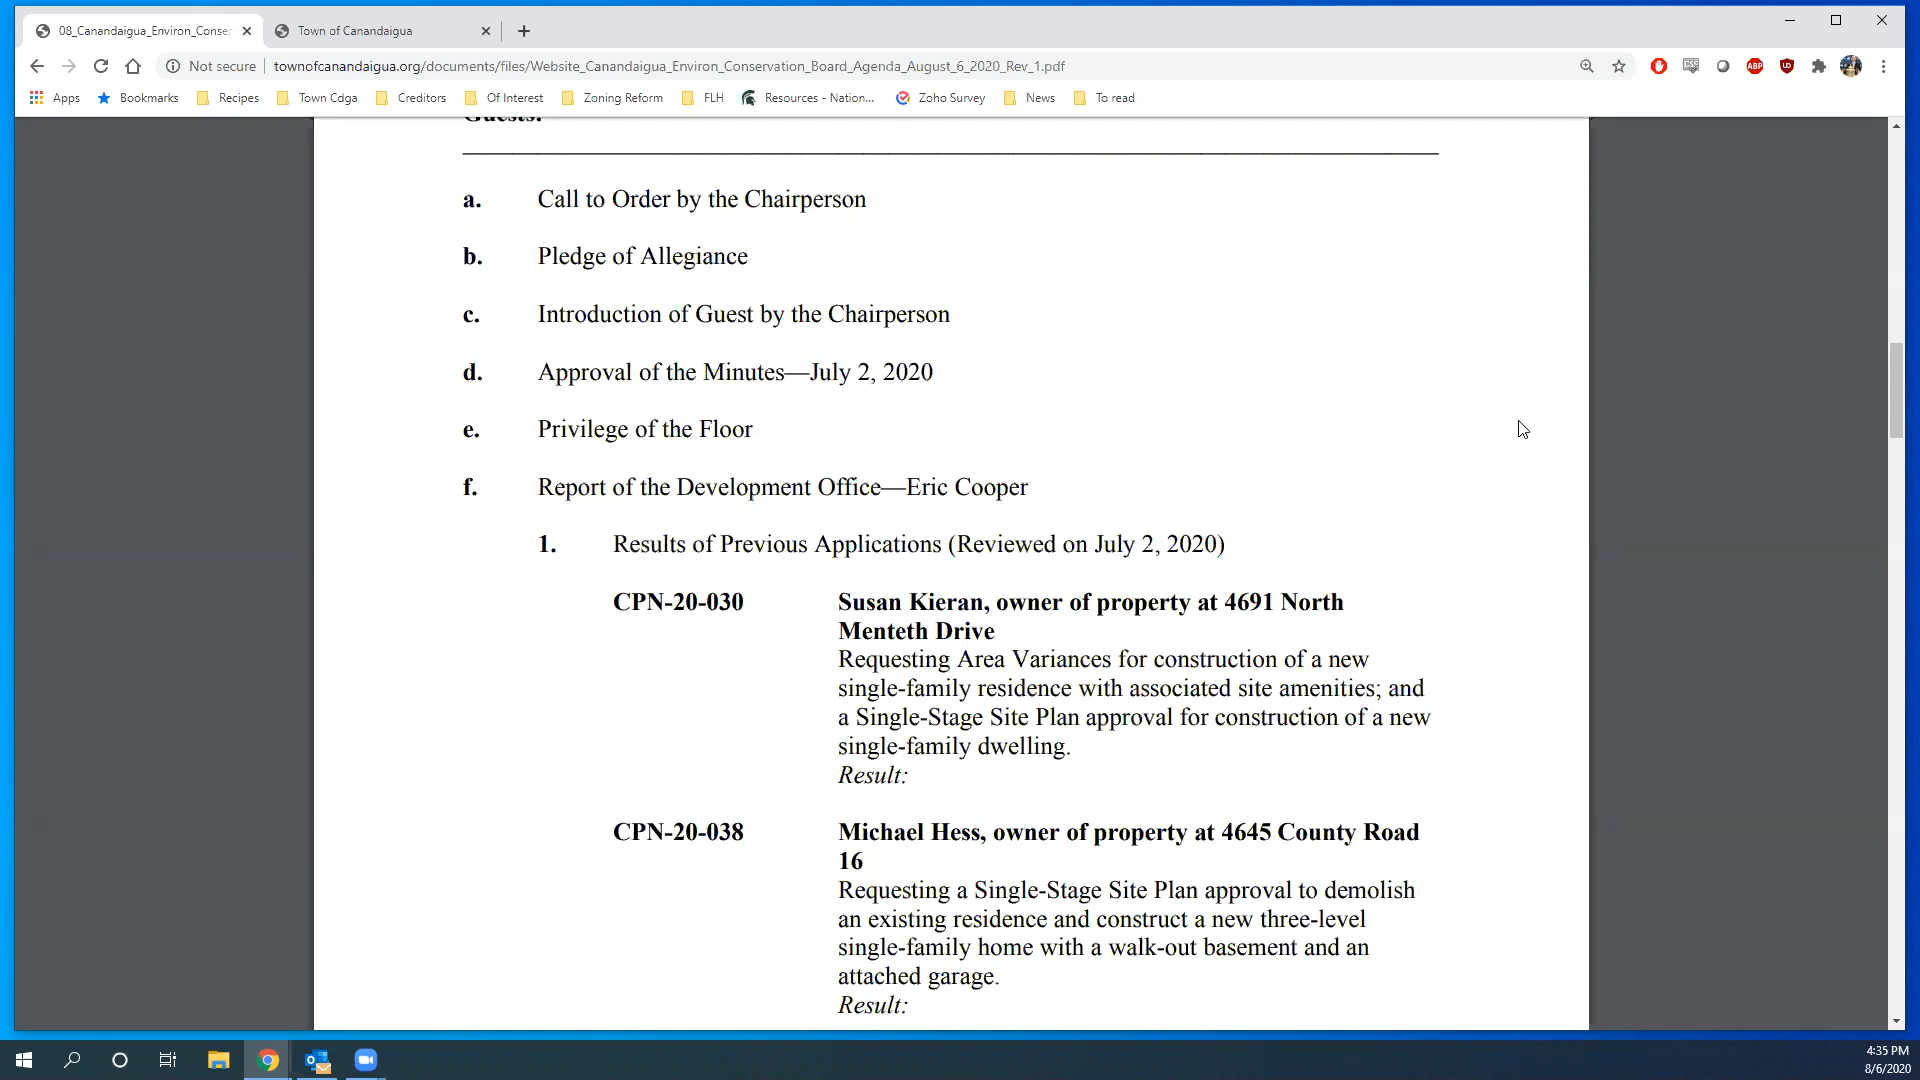 08_Canandaigua_Environ_Conser
Town of Canandaigua
Not secure
townofcanandaigua.org/documents/files/Website_Canandaigua_Environ_Conservation_Board_Agenda_August_6_2020_Rev_1.pdf
CSS
ABP
UD
Apps
Bookmarks
Recipes
Town Cdga
Creditors
Of Interest
Zoning Reform
FLH
Resources - Nation...
Zoho Survey
News
To read
Guests:
a. Call to Order by the Chairperson
b. Pledge of Allegiance
c. Introduction of Guest by the Chairperson
d. Approval of the Minutes—July 2, 2020
e. Privilege of the Floor
f. Report of the Development Office—Eric Cooper
1. Results of Previous Applications (Reviewed on July 2, 2020)
CPN-20-030 Susan Kieran, owner of property at 4691 North
Menteth Drive
Requesting Area Variances for construction of a new
single-family residence with associated site amenities; and
a Single-Stage Site Plan approval for construction of a new
single-family dwelling.
Result:
CPN-20-038 Michael Hess, owner of property at 4645 County Road
16
Requesting a Single-Stage Site Plan approval to demolish
an existing residence and construct a new three-level
single-family home with a walk-out basement and an
attached garage.
Result:
4:35 PM
8/6/2020